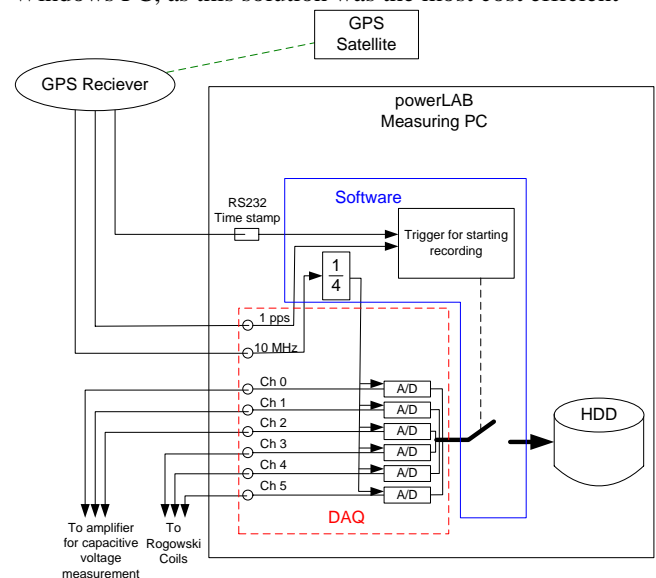 Windows PC, as this solution was the most cost efficient
GPS
Satellite
GPS Reciever
powerLAB
Measuring PC
Software
RS232
Time stamp
Trigger for starting
recording
1
4
1 pps
10 MHz
Ch 0
A/D
Ch 1
A/D
Ch 2
A/D
Ch 3
A/D
Ch 4
A/D
Ch 5
A/D
HDD
DAQ
To amplifier
for capacitive
voltage
measurement
To
Rogowski
Coils